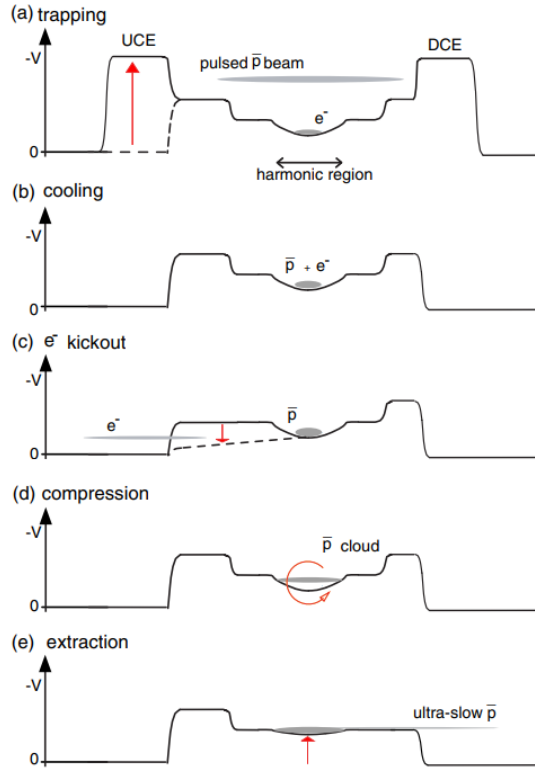 (a) trapping
UCE
DCE
-V
pulsed p̅ beam
e⁻
0
harmonic region
(b) cooling
-V
p̅ + e⁻
0
(c) e⁻ kickout
-V
e⁻
p̅
0
(d) compression
-V
p̅ cloud
0
(e) extraction
-V
ultra-slow p̅
0